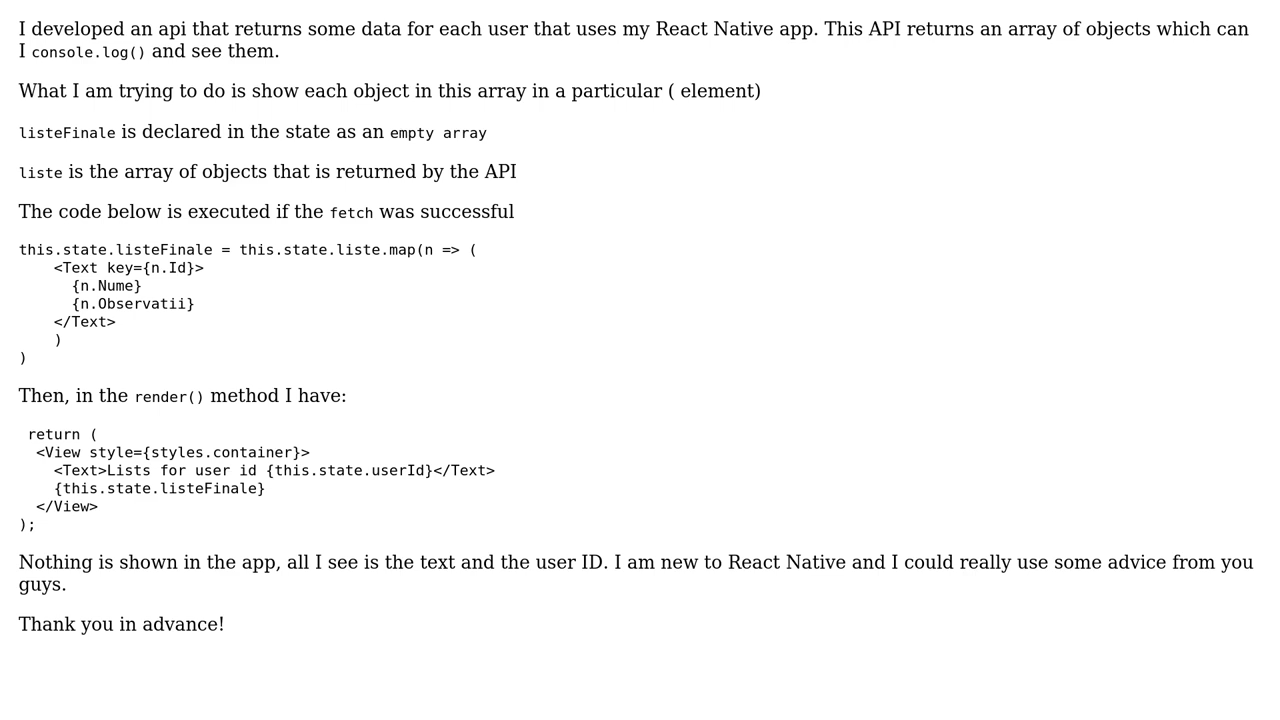 I developed an api that returns some data for each user that uses my React Native app. This API returns an array of objects which can
I console.log() and see them.
What I am trying to do is show each object in this array in a particular ( element)
listeFinale is declared in the state as an empty array
liste is the array of objects that is returned by the API
The code below is executed if the fetch was successful
this.state.listeFinale = this.state.liste.map(n => (
    <Text key={n.Id}>
      {n.Nume}
      {n.Observatii}
    </Text>
    )
)
Then, in the render() method I have:
 return (
  <View style={styles.container}>
    <Text>Lists for user id {this.state.userId}</Text>
    {this.state.listeFinale}
  </View>
);
Nothing is shown in the app, all I see is the text and the user ID. I am new to React Native and I could really use some advice from you
guys.
Thank you in advance!